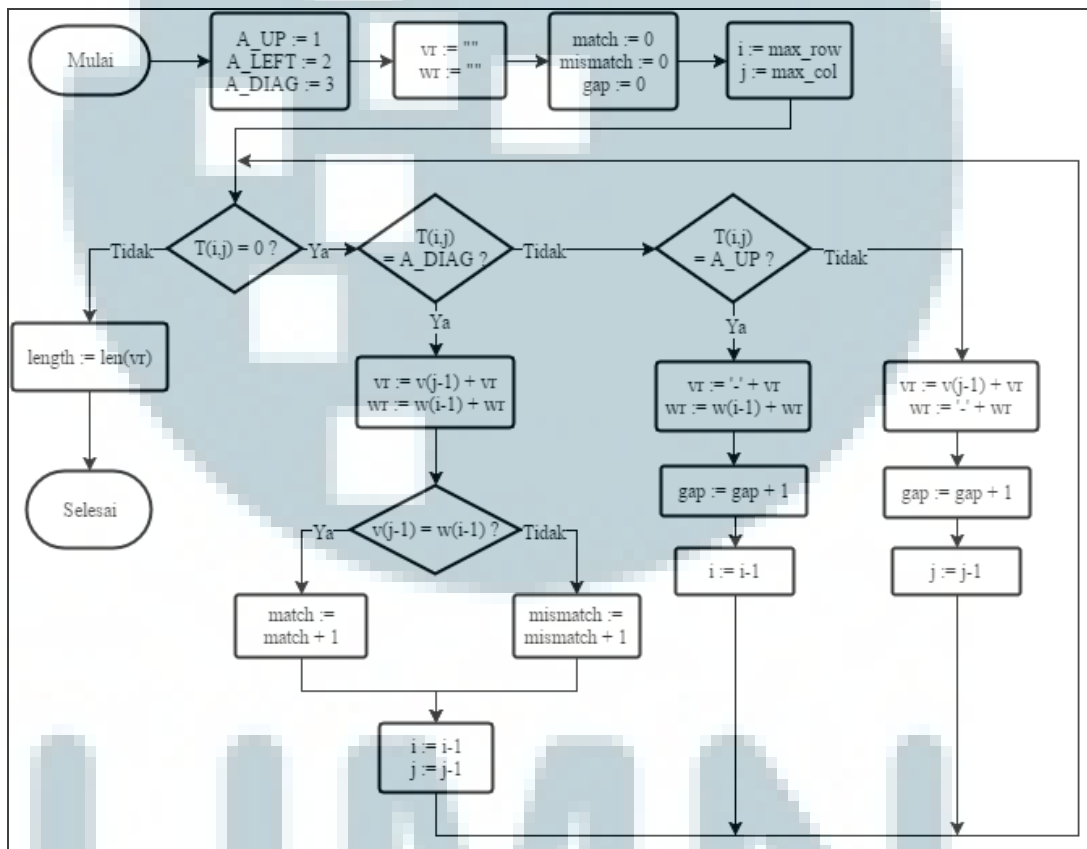 Mulai
A_UP := 1
A_LEFT := 2
A_DIAG := 3
vr := ""
wr := ""
match := 0
mismatch := 0
gap := 0
i := max_row
j := max_col
T(i,j) = 0 ?
Tidak
Ya
T(i,j)
= A_DIAG ?
Tidak
T(i,j)
= A_UP ?
Tidak
Ya
Ya
length := len(vr)
vr := v(j-1) + vr
wr := w(i-1) + wr
vr := '-' + vr
wr := w(i-1) + wr
vr := v(j-1) + vr
wr := '-' + wr
Selesai
gap := gap + 1
gap := gap + 1
Ya
v(j-1) = w(i-1) ?
Tidak
i := i-1
j := j-1
match :=
match + 1
mismatch :=
mismatch + 1
i := i-1
j := j-1
UMN